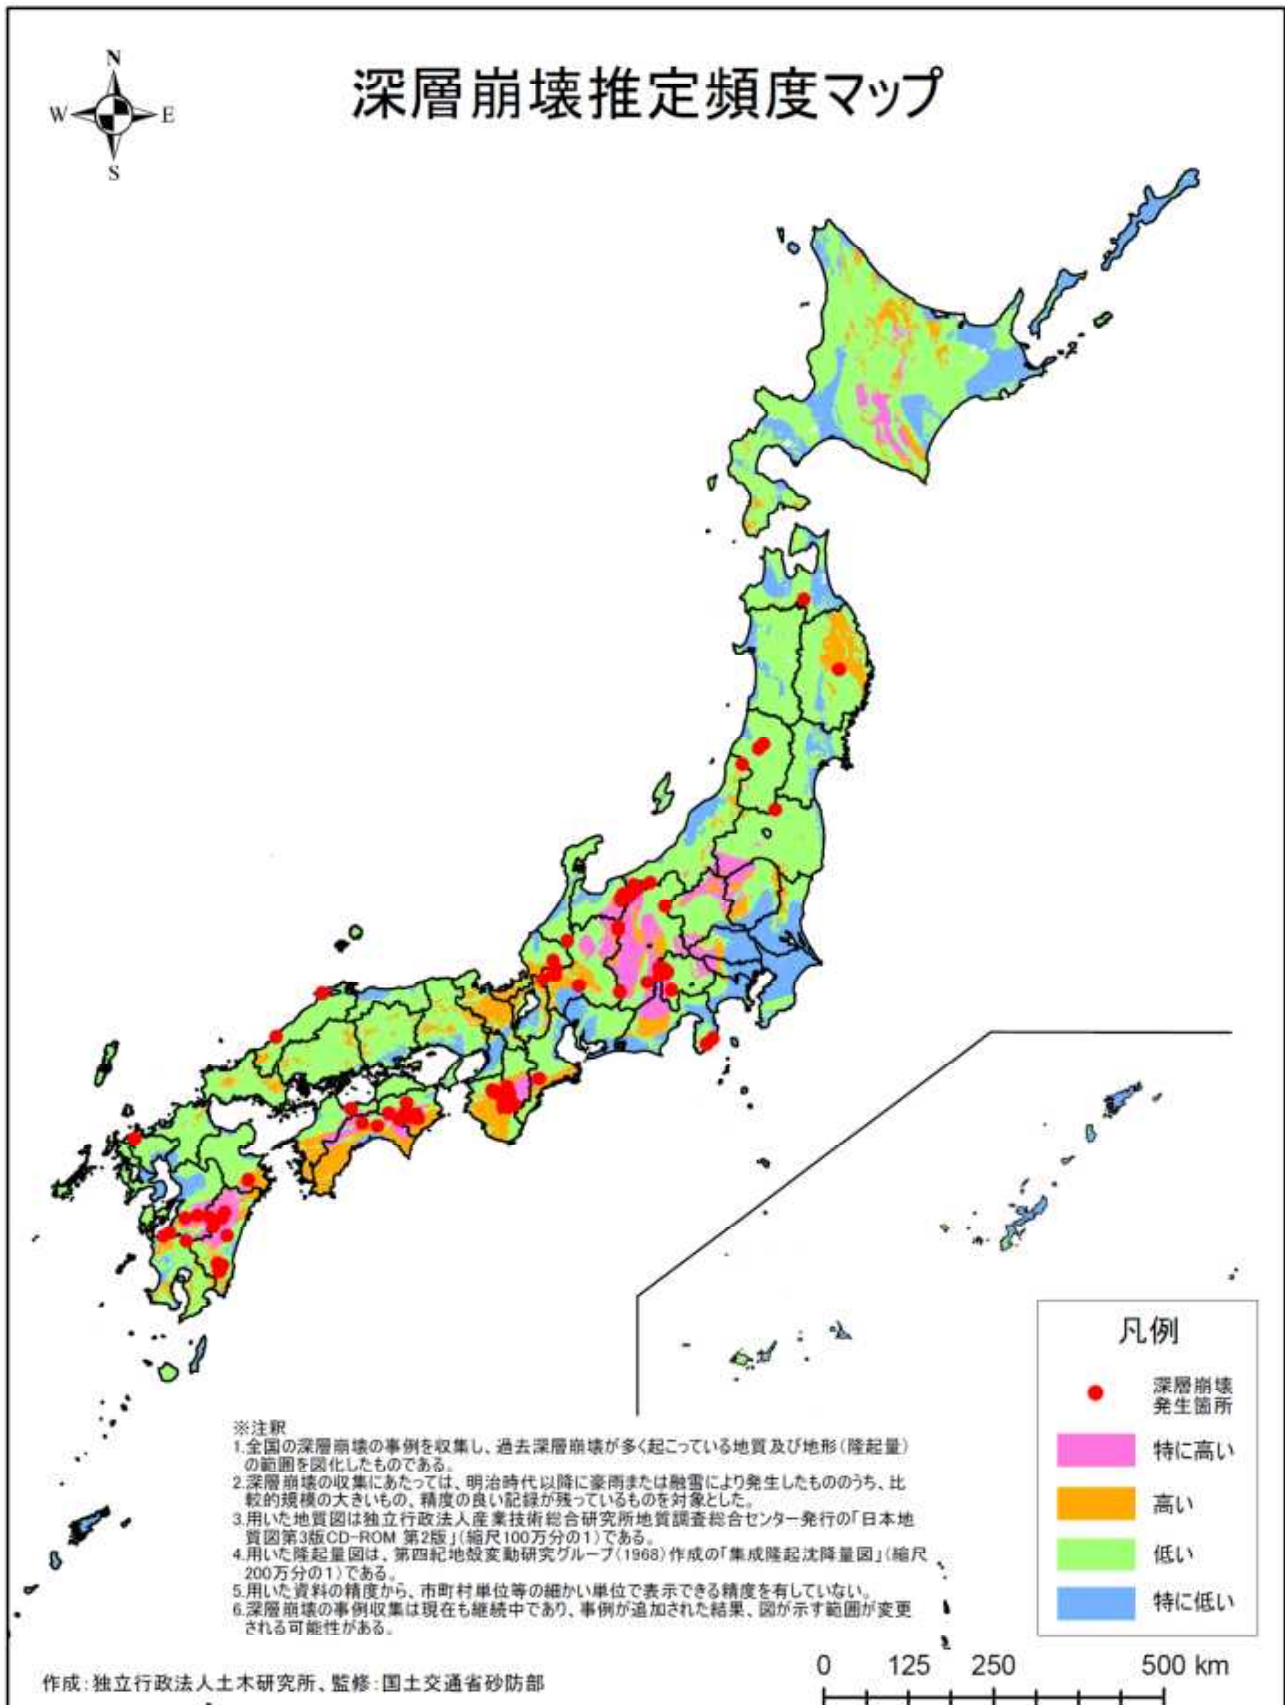 N
深層崩壊推定頻度マップ
W E
S
凡例
深層崩壊
発生箇所
特に高い
高い
低い
特に低い
※注釈
1.全国の深層崩壊の事例を収集し、過去深層崩壊が多く起こっている地質及び地形(隆起量)
の範囲を図化したものである。
2.深層崩壊の収集にあたっては、明治時代以降に豪雨または融雪により発生したもののうち、比
較的規模の大きいもの、精度の良い記録が残っているものを対象とした。
3.用いた地質図は独立行政法人産業技術総合研究所地質調査総合センター発行の「日本地
質図第3版CD-ROM 第2版」(縮尺100万分の1)である。
4.用いた隆起量図は、第四紀地殻変動研究グループ(1968)作成の「集成隆起沈降量図」(縮尺
200万分の1)である。
5.用いた資料の精度から、市町村単位等の細かい単位で表示できる精度を有していない。
6.深層崩壊の事例収集は現在も継続中であり、事例が追加された結果、図が示す範囲が変更
される可能性がある。
作成:独立行政法人土木研究所、監修:国土交通省砂防部
0 125 250 500 km